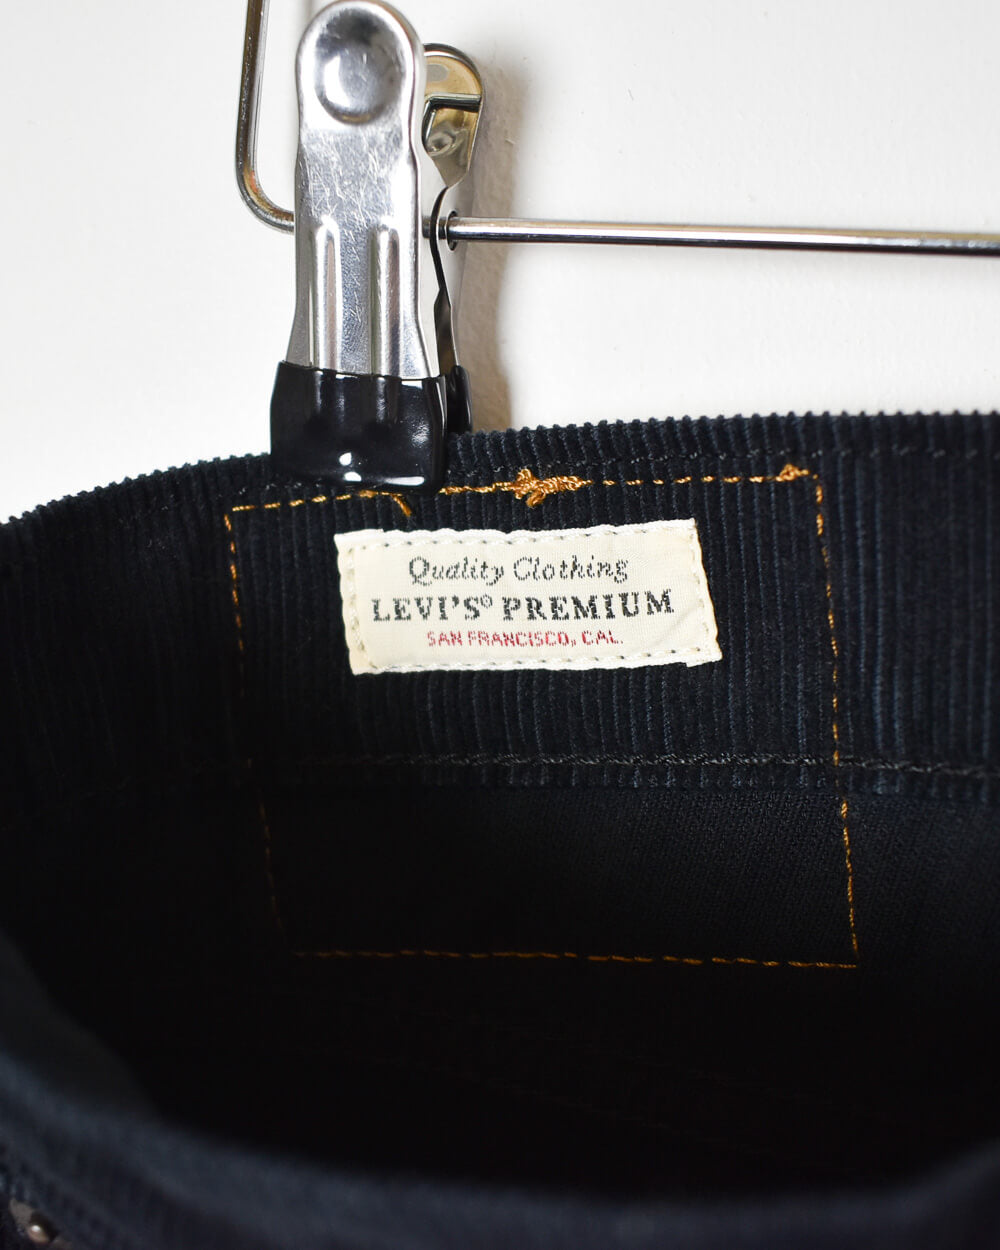 Quality Clothing
LEVI'S® PREMIUM
SAN FRANCISCO, CAL.